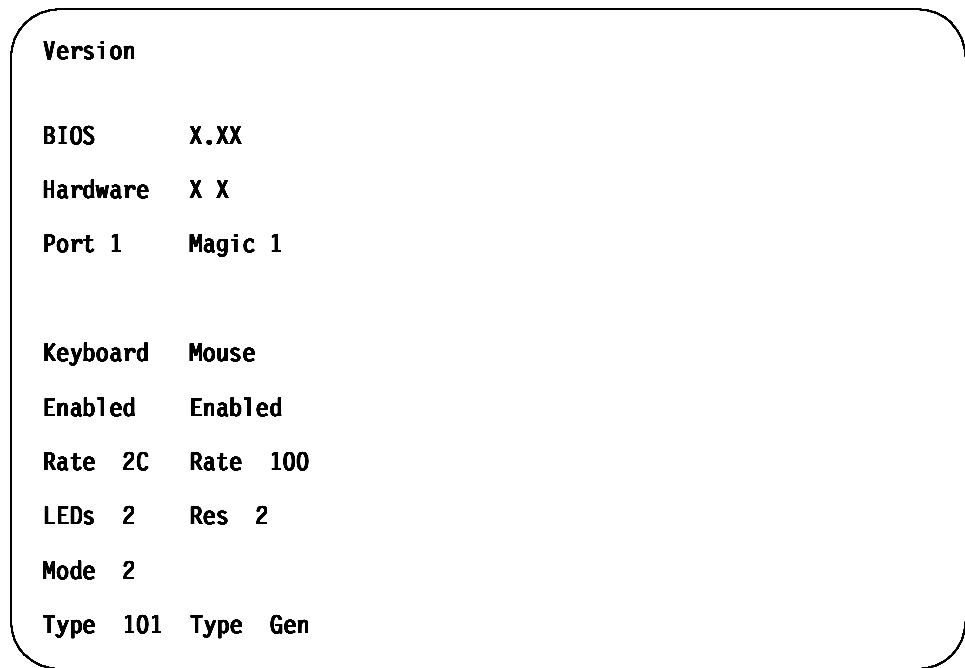 Version
BIOS X.XX
Hardware X X
Port 1 Magic 1
Keyboard Mouse
Enabled Enabled
Rate 2C Rate 100
LEDs 2 Res 2
Mode 2
Type 101 Type Gen